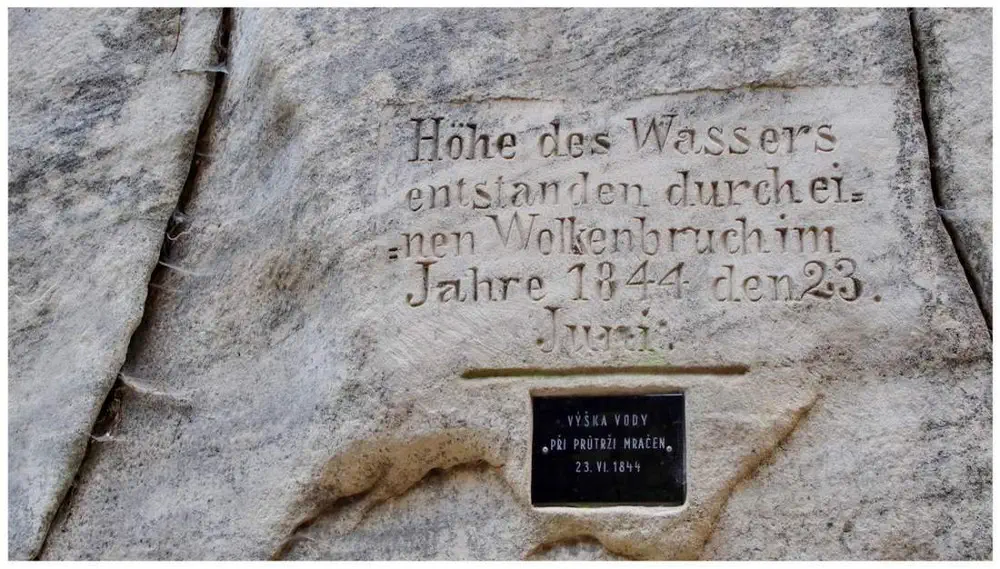 Höhe des Wassers
entstanden durch ei=
=nen Wolkenbruch im
Jahre 1844 den 23.
Juni.
VÝŠKA VODY
PŘI PRŮTRŽI MRAČEN
23. VI. 1844